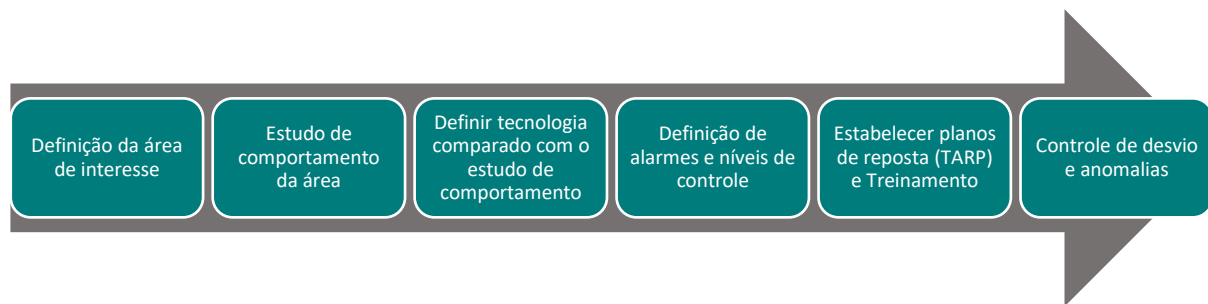 Definição da área
de interesse
Estudo de
comportamento
da área
Definir tecnologia
comparado com o
estudo de
comportamento
Definição de
alarmes e níveis de
controle
Estabelecer planos
de reposta (TARP)
e Treinamento
Controle de desvio
e anomalias